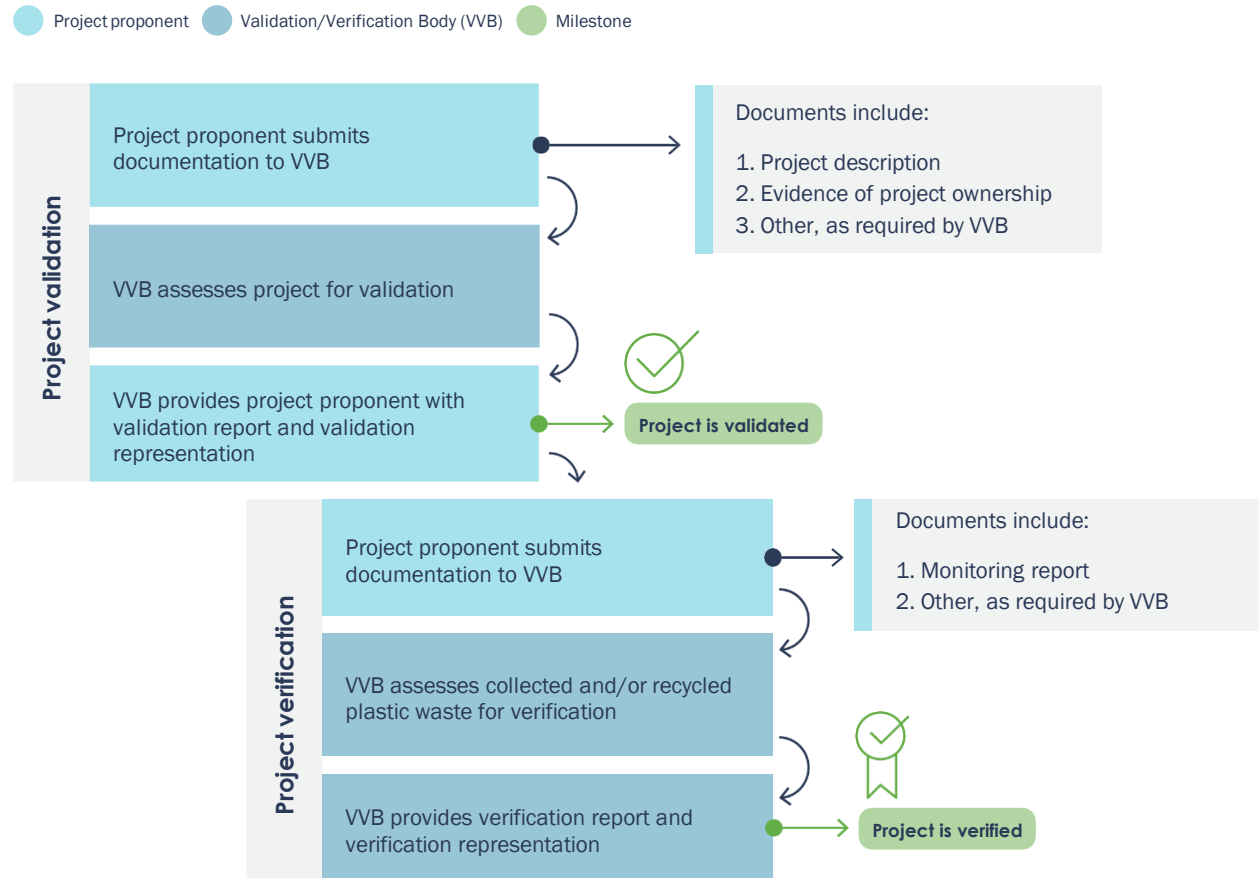 Project proponent Validation/Verification Body (VVB) Milestone
Project validation
Project proponent submits
documentation to VVB
Documents include:
1. Project description
2. Evidence of project ownership
3. Other, as required by VVB
VVB assesses project for validation
VVB provides project proponent with
validation report and validation
representation
Project is validated
Project verification
Project proponent submits
documentation to VVB
Documents include:
1. Monitoring report
2. Other, as required by VVB
VVB assesses collected and/or recycled
plastic waste for verification
VVB provides verification report and
verification representation
Project is verified